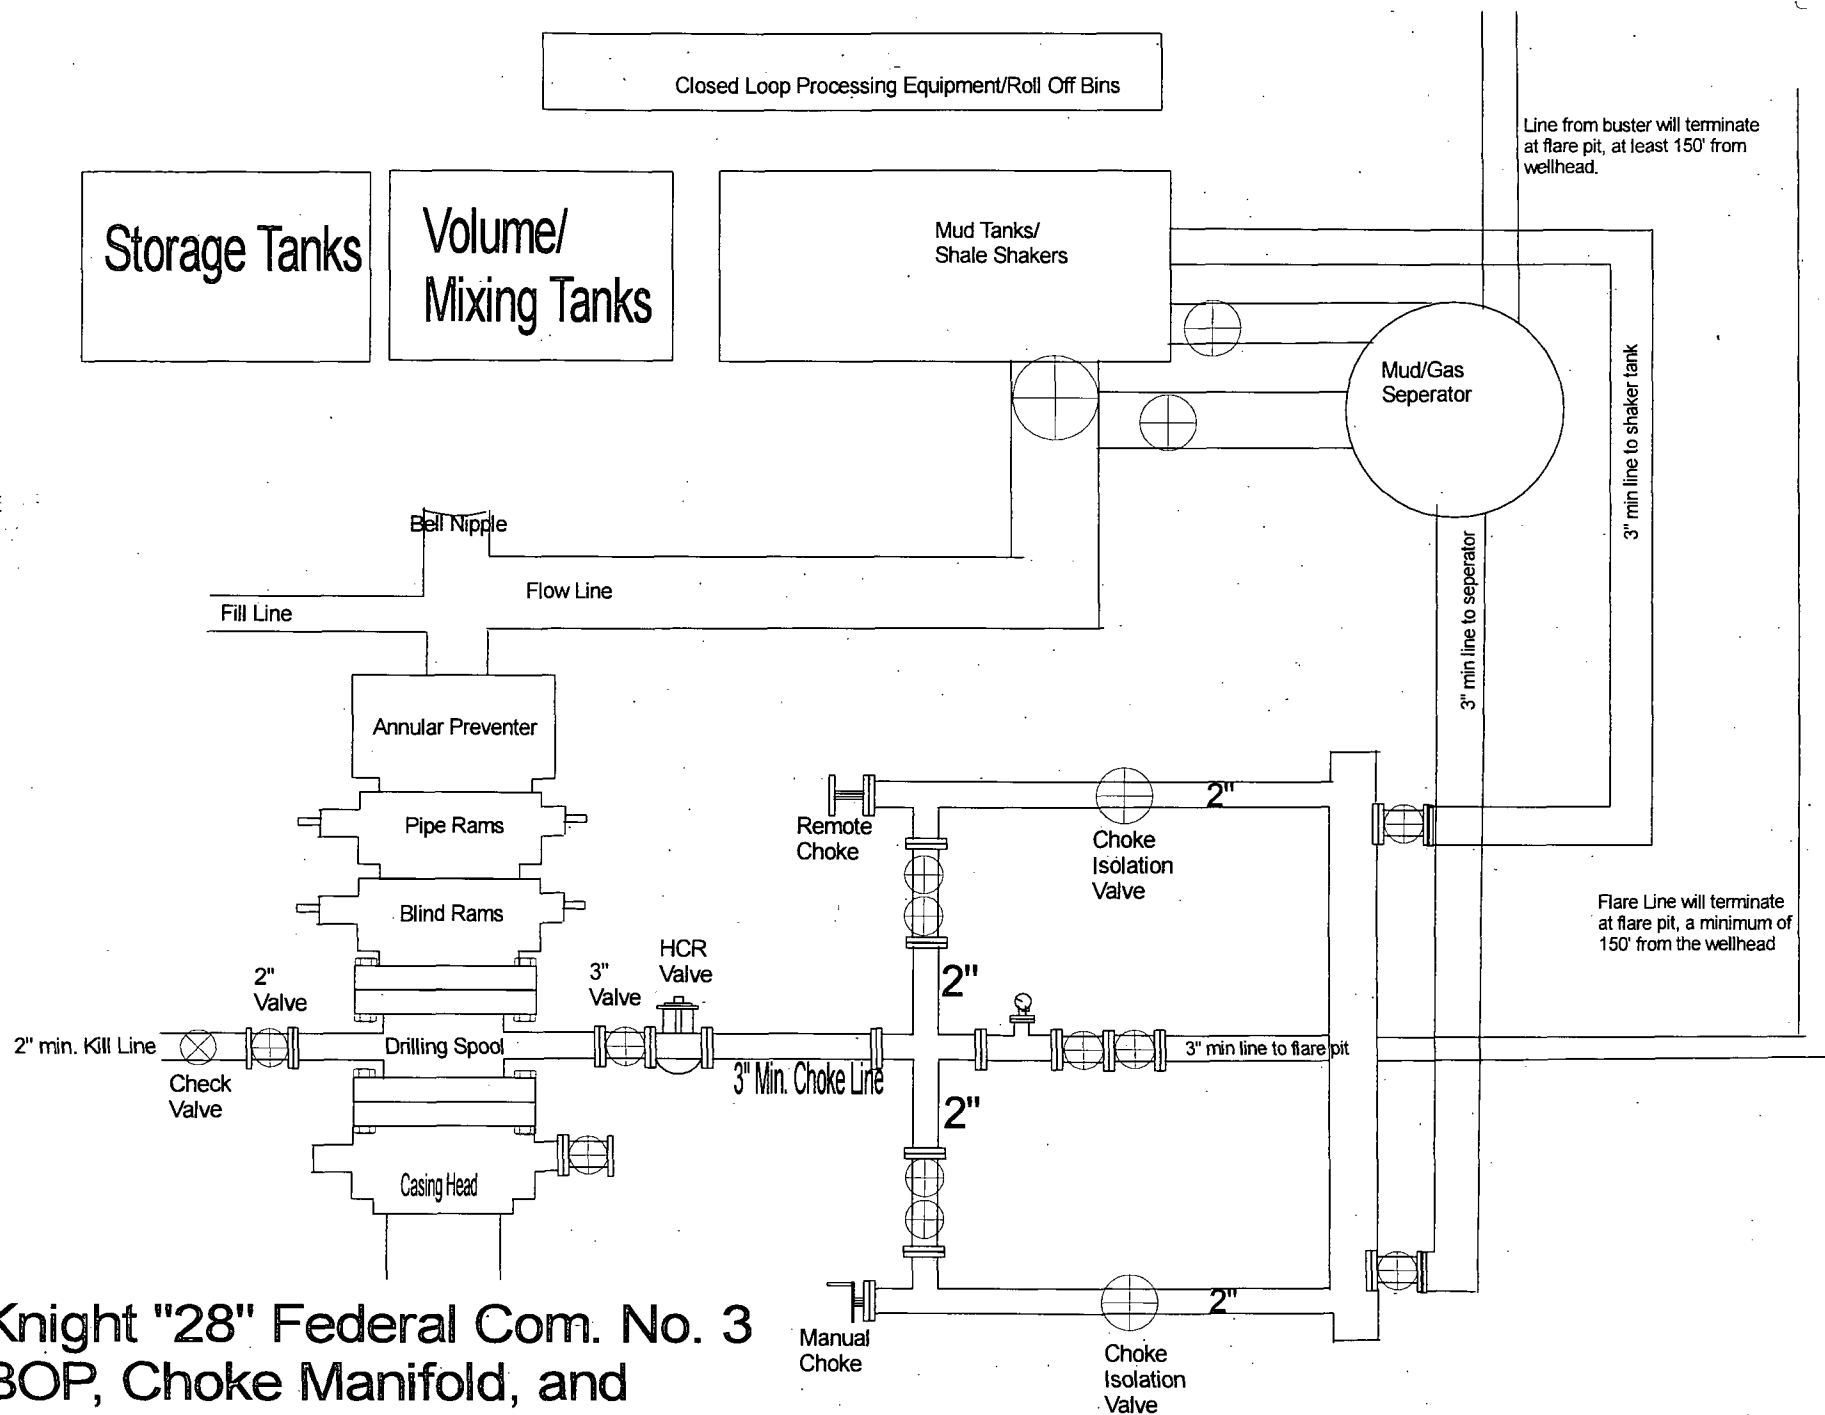 Closed Loop Processing Equipment/Roll Off Bins
Line from buster will terminate
at flare pit, at least 150' from
wellhead.
Storage Tanks
Volume/
Mixing Tanks
Mud Tanks/
Shale Shakers
Mud/Gas
Seperator
3" min line to shaker tank
3" min line to seperator
Bell Nipple
Flow Line
Fill Line
Annular Preventer
Pipe Rams
Blind Rams
Remote
Choke
2"
Choke
Isolation
Valve
Flare Line will terminate
at flare pit, a minimum of
150' from the wellhead
HCR
Valve
2"
Valve
3"
Valve
2"
2" min. Kill Line
Drilling Spool
3" min line to flare pit
Check
Valve
3" Min. Choke Line
2"
Casing Head
2"
Manual
Choke
Choke
Isolation
Valve
Knight "28" Federal Com. No. 3
BOP, Choke Manifold, and